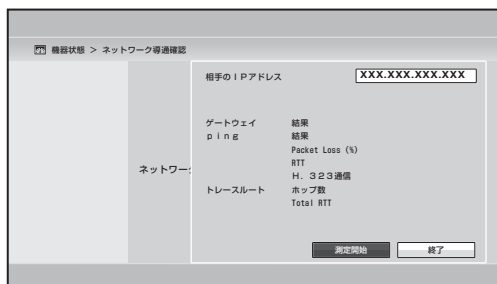 機器状態 > ネットワーク導通確認
相手のIPアドレス XXX.XXX.XXX.XXX
ゲートウェイ 結果
ping 結果
Packet Loss (%)
RTT
H.323通信
ネットワー
トレースルート ホップ数
Total RTT
測定開始 終了